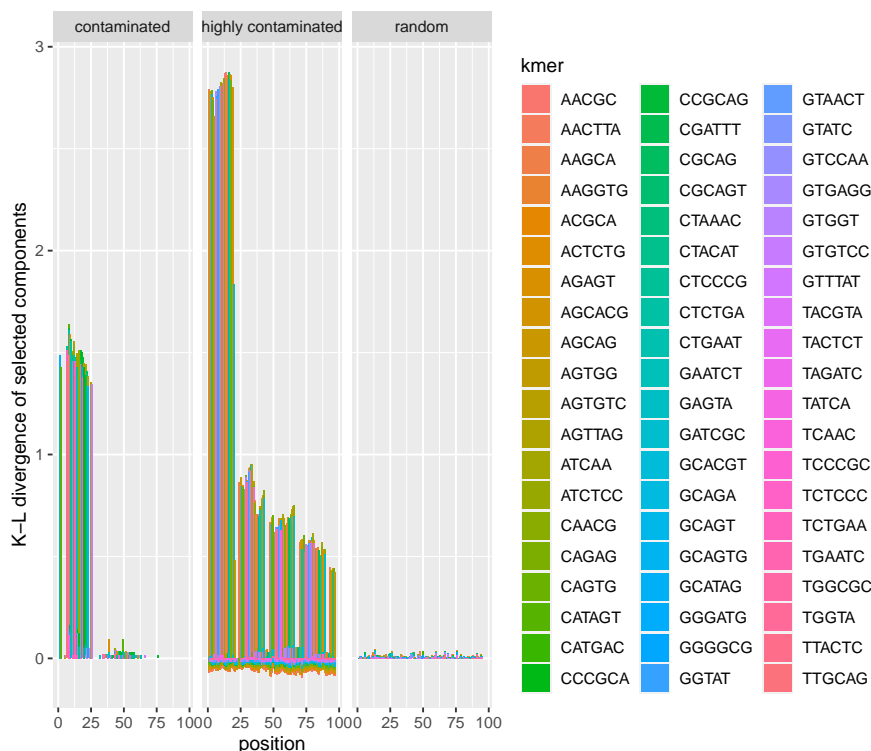 contaminated highly contaminated random
3
2
1
0
K−L divergence of selected components
0 25 50 75 100 0 25 50 75 100 0 25 50 75 100
position
kmer
AACGC CCGCAG GTAACT
AACTTA CGATTT GTATC
AAGCA CGCAG GTCCAA
AAGGTG CGCAGT GTGAGG
ACGCA CTAAAC GTGGT
ACTCTG CTACAT GTGTCC
AGAGT CTCCCG GTTTAT
AGCACG CTCTGA TACGTA
AGCAG CTGAAT TACTCT
AGTGG GAATCT TAGATC
AGTGTC GAGTA TATCA
AGTTAG GATCGC TCAAC
ATCAA GCACGT TCCCGC
ATCTCC GCAGA TCTCCC
CAACG GCAGT TCTGAA
CAGAG GCAGTG TGAATC
CAGTG GCATAG TGGCGC
CATAGT GGGATG TGGTA
CATGAC GGGGCG TTACTC
CCCGCA GGTAT TTGCAG